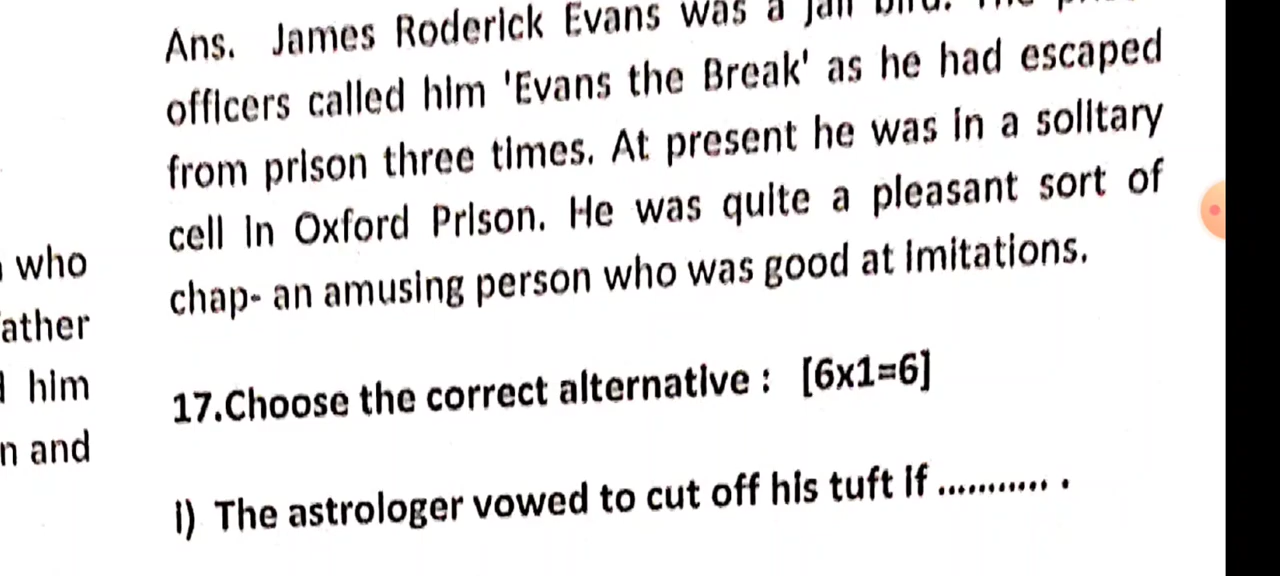 Ans. James Roderick Evans was a jail
officers called him 'Evans the Break' as he had escaped
from prison three times. At present he was in a solitary
cell in Oxford Prison. He was quite a pleasant sort of
chap- an amusing person who was good at imitations.
who
ather
him
n and
17.Choose the correct alternative : [6x1=6]
i) The astrologer vowed to cut off his tuft if ........... .